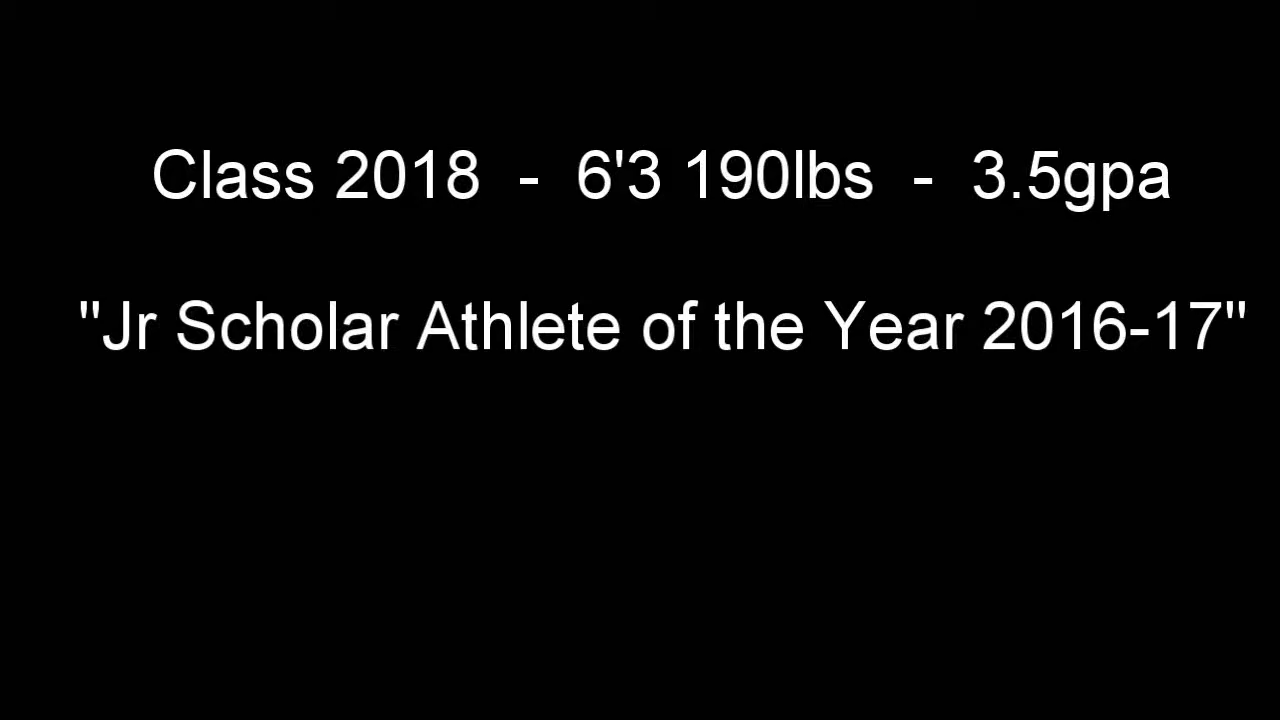 Class 2018 - 6'3 190lbs - 3.5gpa
"Jr Scholar Athlete of the Year 2016-17"